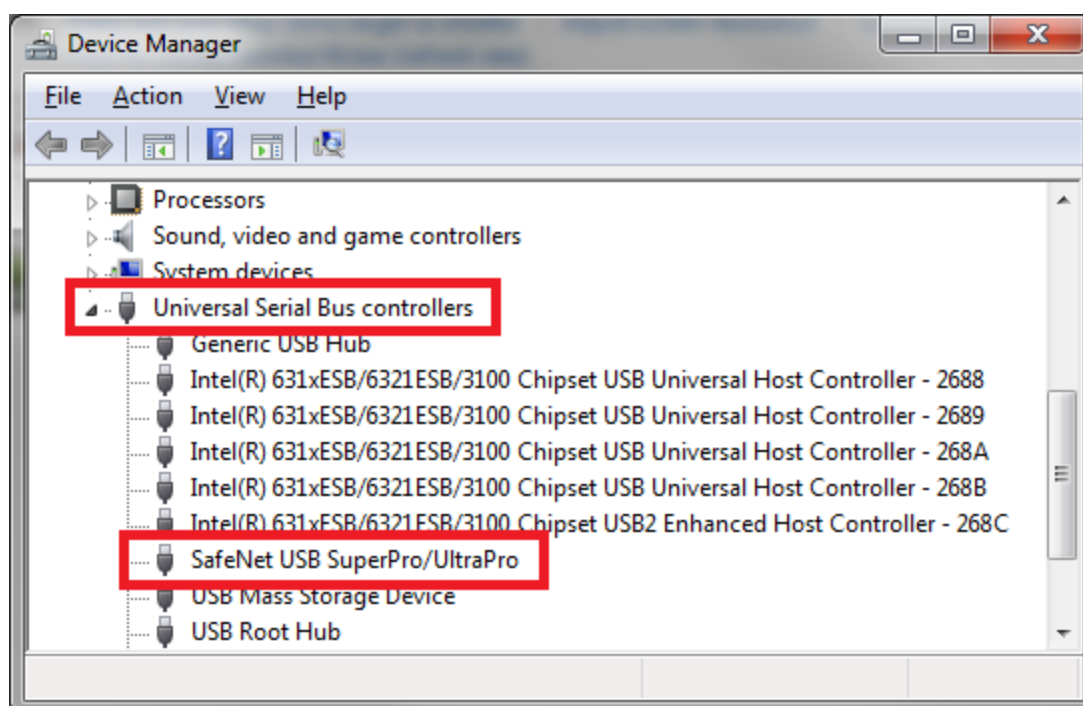 Device Manager
File Action View Help
Processors
Sound, video and game controllers
System devices
Universal Serial Bus controllers
Generic USB Hub
Intel(R) 631xESB/6321ESB/3100 Chipset USB Universal Host Controller - 2688
Intel(R) 631xESB/6321ESB/3100 Chipset USB Universal Host Controller - 2689
Intel(R) 631xESB/6321ESB/3100 Chipset USB Universal Host Controller - 268A
Intel(R) 631xESB/6321ESB/3100 Chipset USB Universal Host Controller - 268B
Intel(R) 631xESB/6321ESB/3100 Chipset USB2 Enhanced Host Controller - 268C
SafeNet USB SuperPro/UltraPro
USB Mass Storage Device
USB Root Hub